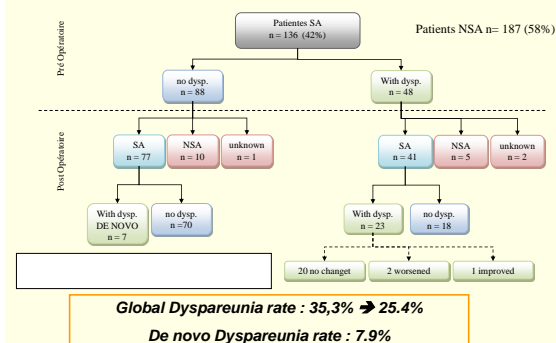 Patientes SA
n = 136 (42%)
Patients NSA n= 187 (58%)
Pré Opératoire
no dysp.
n = 88
With dysp.
n = 48
Post Opératoire
SA
n = 77
NSA
n = 10
unknown
n = 1
SA
n = 41
NSA
n = 5
unknown
n = 2
With dysp.
DE NOVO
n = 7
no dysp.
n =70
With dysp.
n = 23
no dysp.
n = 18
20 no changet
2 worsened
1 improved
Global Dyspareunia rate : 35,3% ➔ 25.4%
De novo Dyspareunia rate : 7.9%